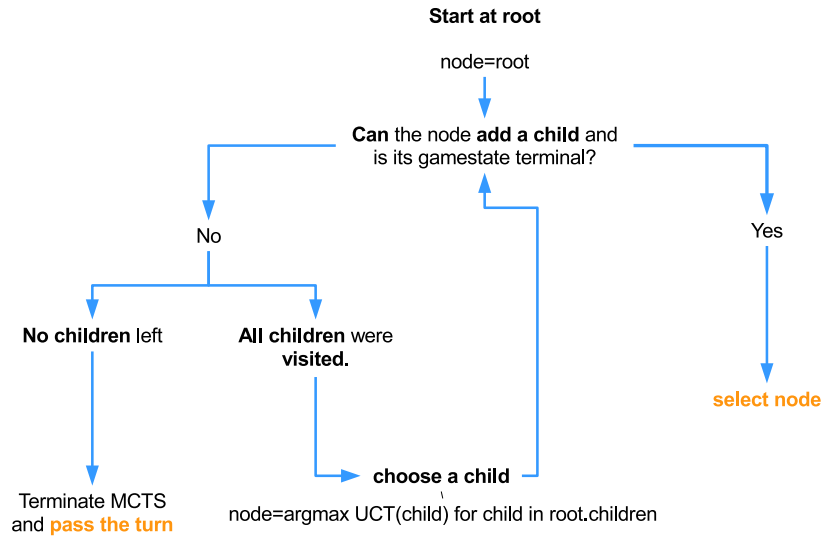 Start at root
node=root
Can the node add a child and
is its gamestate terminal?
No
Yes
No children left
All children were
visited.
select node
choose a child
Terminate MCTS
and pass the turn
node=argmax UCT(child) for child in root.children